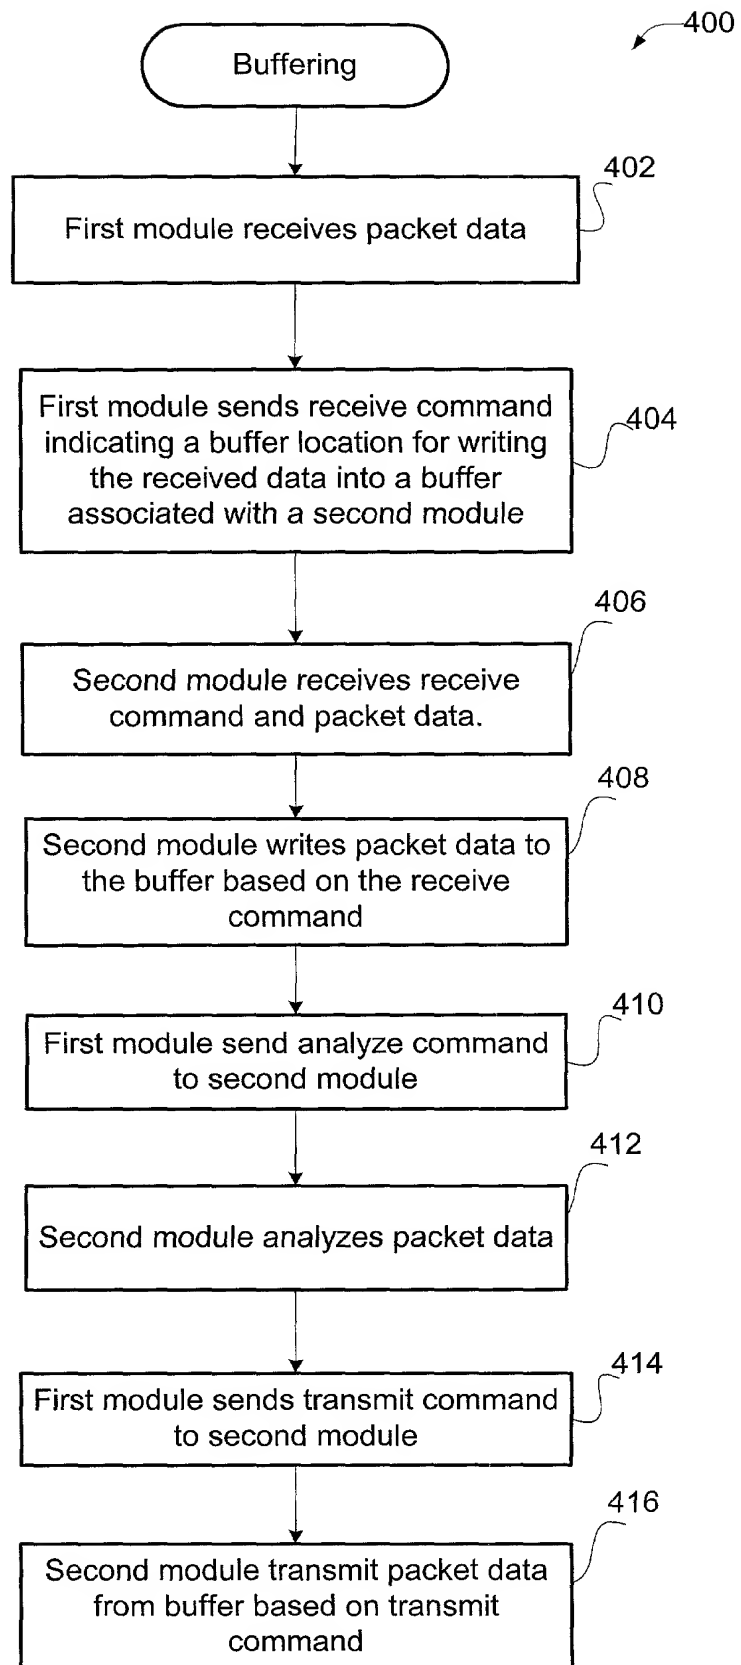 400
Buffering
402
First module receives packet data
First module sends receive command
indicating a buffer location for writing
the received data into a buffer
associated with a second module
404
406
Second module receives receive
command and packet data.
408
Second module writes packet data to
the buffer based on the receive
command
410
First module send analyze command
to second module
412
Second module analyzes packet data
414
First module sends transmit command
to second module
416
Second module transmit packet data
from buffer based on transmit
command